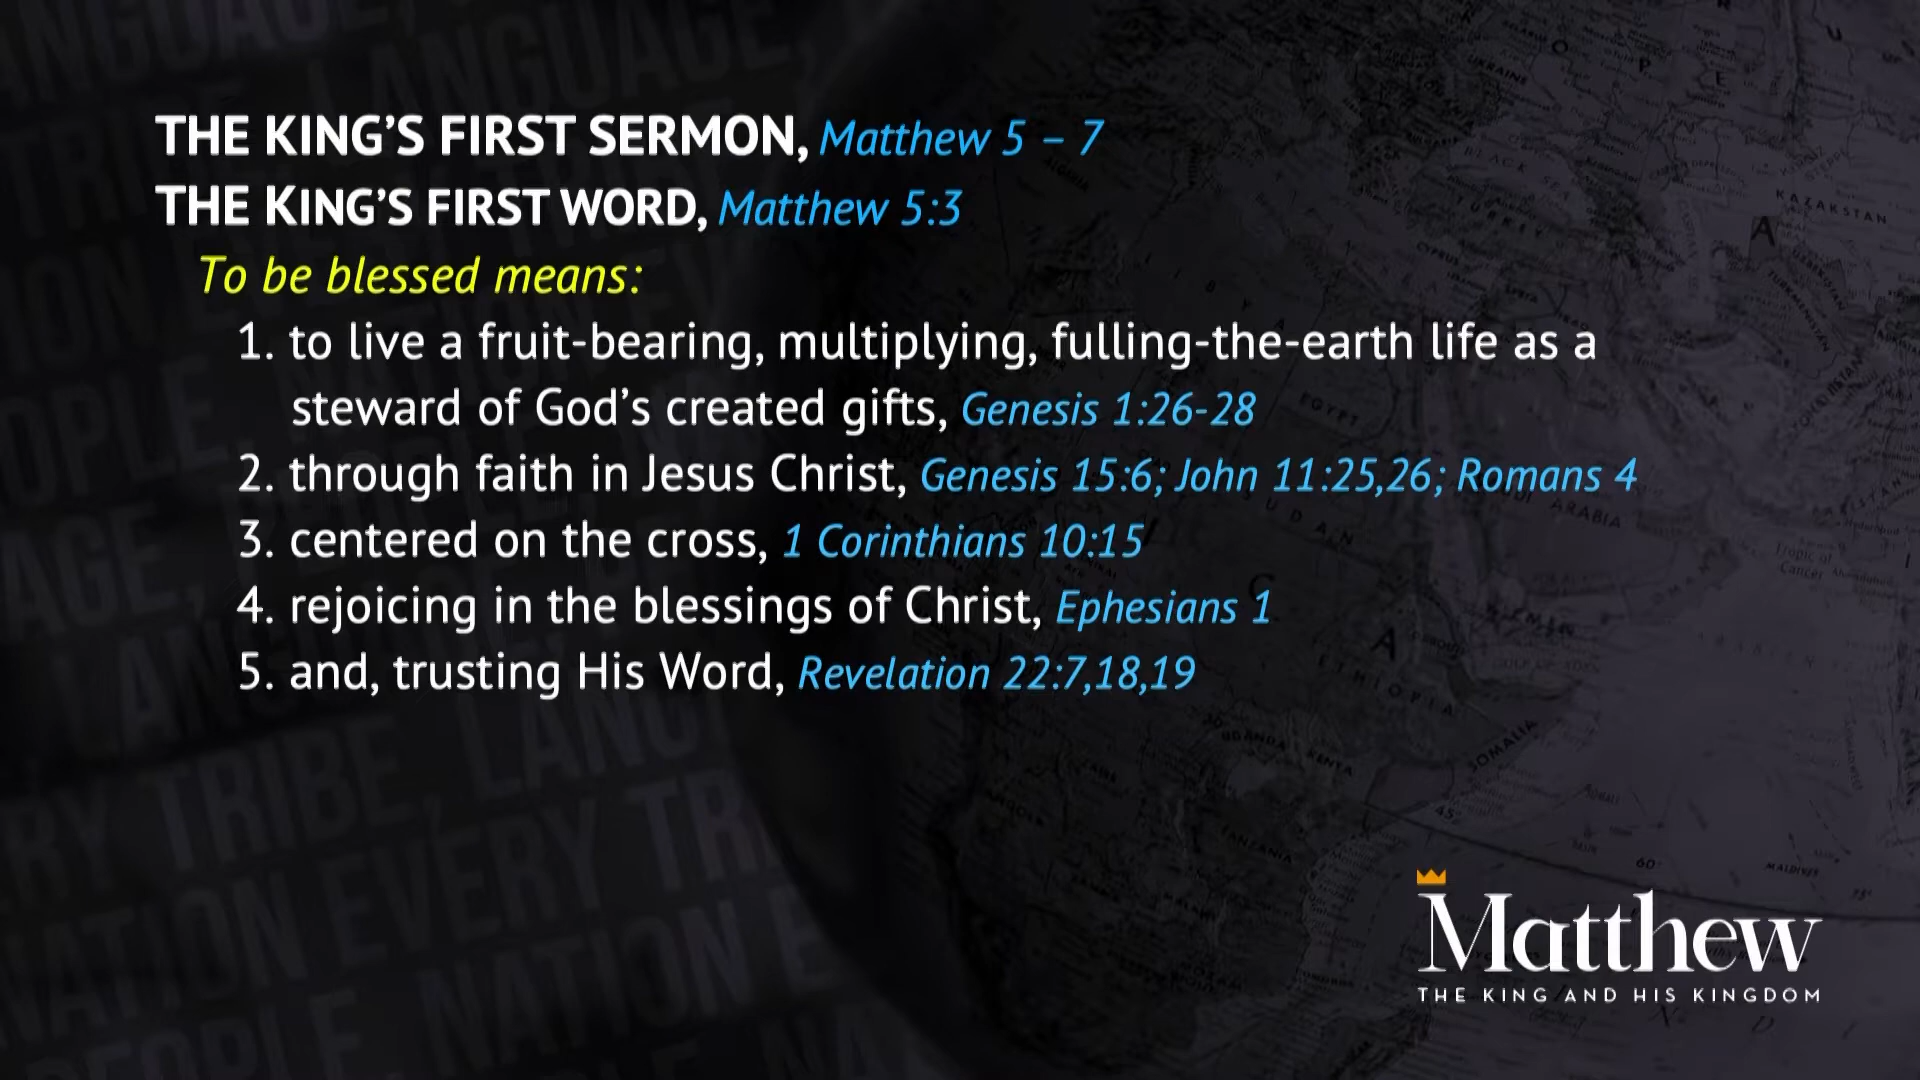 THE KING’S FIRST SERMON, Matthew 5 – 7
THE KING’S FIRST WORD, Matthew 5:3
To be blessed means:
1. to live a fruit-bearing, multiplying, fulling-the-earth life as a
steward of God’s created gifts, Genesis 1:26-28
2. through faith in Jesus Christ, Genesis 15:6; John 11:25,26; Romans 4
3. centered on the cross, 1 Corinthians 10:15
4. rejoicing in the blessings of Christ, Ephesians 1
5. and, trusting His Word, Revelation 22:7,18,19
Matthew
THE KING AND HIS KINGDOM